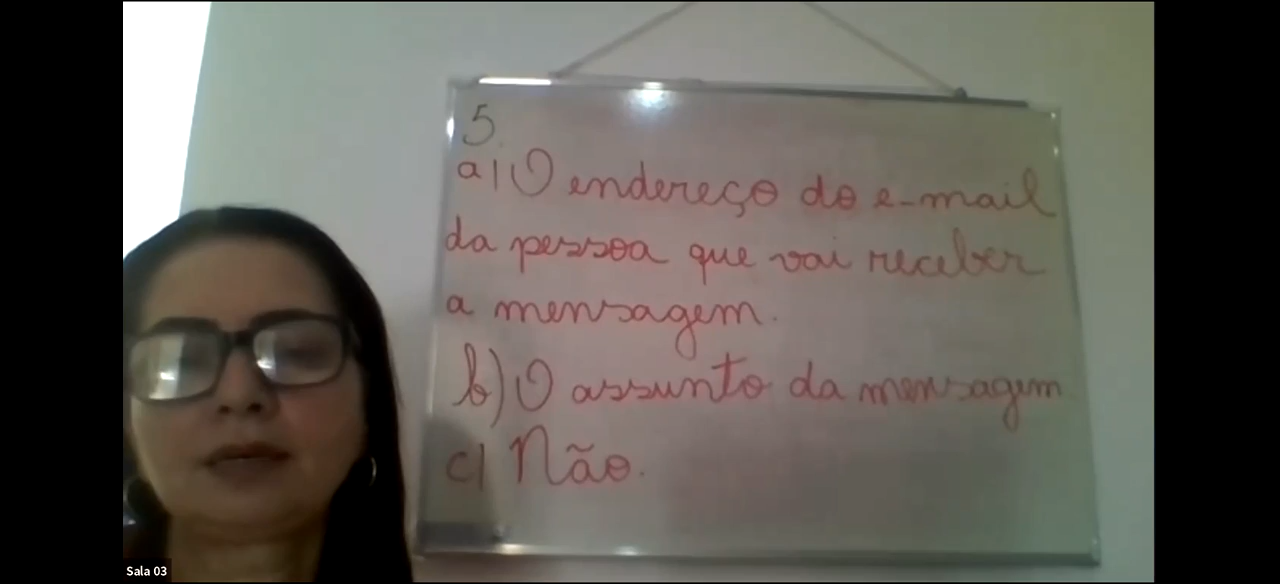 5.
a) O endereço do e-mail
da pessoa que vai receber
a mensagem.
b) O assunto da mensagem
c) Não.
Sala 03